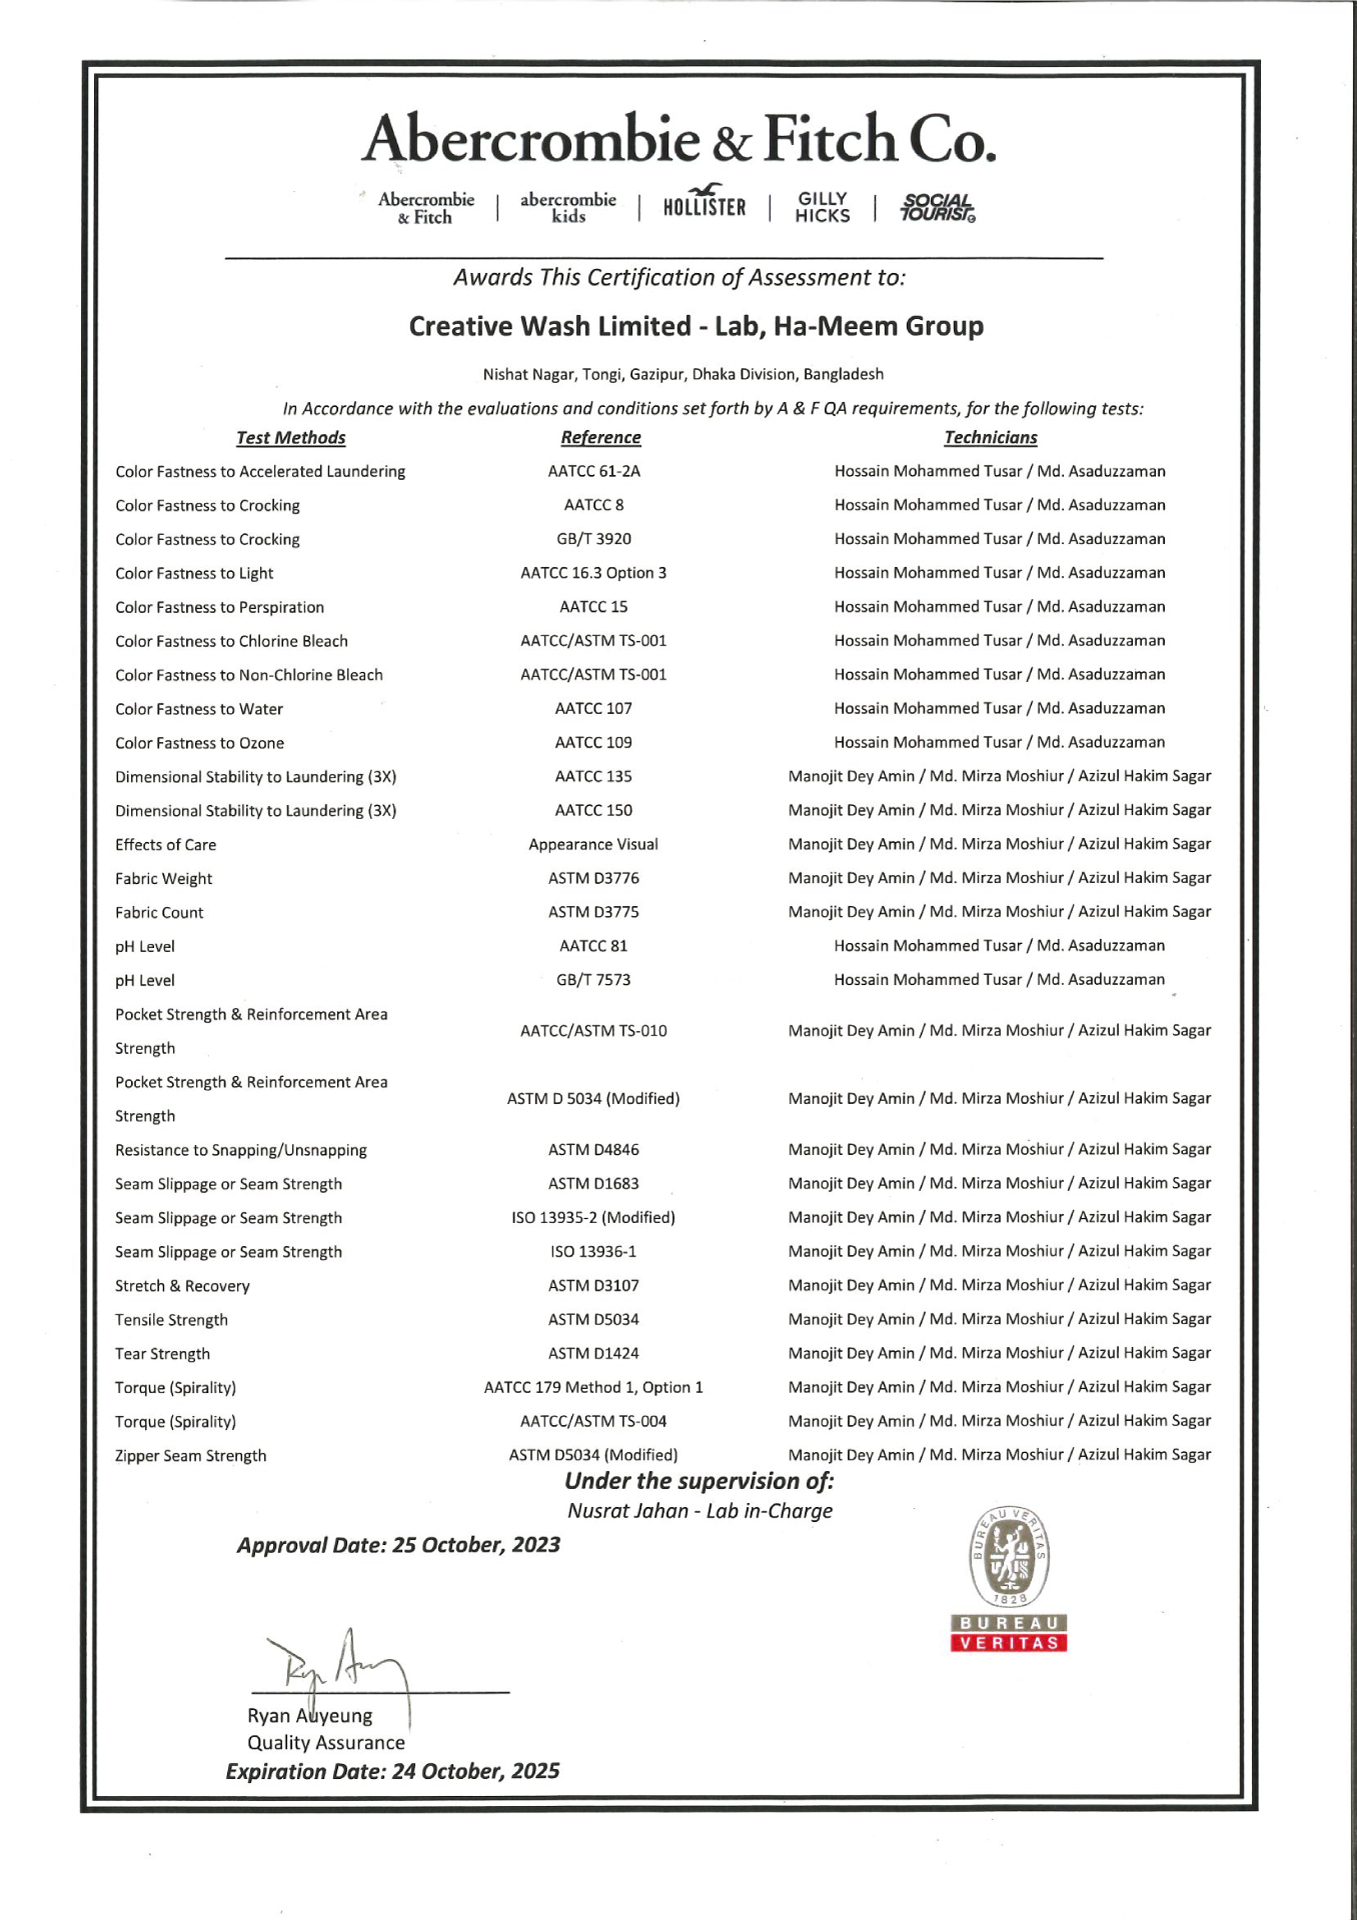 Abercrombie & Fitch Co.
Abercrombie & Fitch | abercrombie kids | HOLLISTER | GILLY HICKS | SOCIAL TOURIST
Awards This Certification of Assessment to:
Creative Wash Limited - Lab, Ha-Meem Group
Nishat Nagar, Tongi, Gazipur, Dhaka Division, Bangladesh
In Accordance with the evaluations and conditions set forth by A & F QA requirements, for the following tests:
Test Methods Reference Technicians
Color Fastness to Accelerated Laundering AATCC 61-2A Hossain Mohammed Tusar / Md. Asaduzzaman
Color Fastness to Crocking AATCC 8 Hossain Mohammed Tusar / Md. Asaduzzaman
Color Fastness to Crocking GB/T 3920 Hossain Mohammed Tusar / Md. Asaduzzaman
Color Fastness to Light AATCC 16.3 Option 3 Hossain Mohammed Tusar / Md. Asaduzzaman
Color Fastness to Perspiration AATCC 15 Hossain Mohammed Tusar / Md. Asaduzzaman
Color Fastness to Chlorine Bleach AATCC/ASTM TS-001 Hossain Mohammed Tusar / Md. Asaduzzaman
Color Fastness to Non-Chlorine Bleach AATCC/ASTM TS-001 Hossain Mohammed Tusar / Md. Asaduzzaman
Color Fastness to Water AATCC 107 Hossain Mohammed Tusar / Md. Asaduzzaman
Color Fastness to Ozone AATCC 109 Hossain Mohammed Tusar / Md. Asaduzzaman
Dimensional Stability to Laundering (3X) AATCC 135 Manojit Dey Amin / Md. Mirza Moshiur / Azizul Hakim Sagar
Dimensional Stability to Laundering (3X) AATCC 150 Manojit Dey Amin / Md. Mirza Moshiur / Azizul Hakim Sagar
Effects of Care Appearance Visual Manojit Dey Amin / Md. Mirza Moshiur / Azizul Hakim Sagar
Fabric Weight ASTM D3776 Manojit Dey Amin / Md. Mirza Moshiur / Azizul Hakim Sagar
Fabric Count ASTM D3775 Manojit Dey Amin / Md. Mirza Moshiur / Azizul Hakim Sagar
pH Level AATCC 81 Hossain Mohammed Tusar / Md. Asaduzzaman
pH Level GB/T 7573 Hossain Mohammed Tusar / Md. Asaduzzaman
Pocket Strength & Reinforcement Area
Strength AATCC/ASTM TS-010 Manojit Dey Amin / Md. Mirza Moshiur / Azizul Hakim Sagar
Pocket Strength & Reinforcement Area
Strength ASTM D 5034 (Modified) Manojit Dey Amin / Md. Mirza Moshiur / Azizul Hakim Sagar
Resistance to Snapping/Unsnapping ASTM D4846 Manojit Dey Amin / Md. Mirza Moshiur / Azizul Hakim Sagar
Seam Slippage or Seam Strength ASTM D1683 Manojit Dey Amin / Md. Mirza Moshiur / Azizul Hakim Sagar
Seam Slippage or Seam Strength ISO 13935-2 (Modified) Manojit Dey Amin / Md. Mirza Moshiur / Azizul Hakim Sagar
Seam Slippage or Seam Strength ISO 13936-1 Manojit Dey Amin / Md. Mirza Moshiur / Azizul Hakim Sagar
Stretch & Recovery ASTM D3107 Manojit Dey Amin / Md. Mirza Moshiur / Azizul Hakim Sagar
Tensile Strength ASTM D5034 Manojit Dey Amin / Md. Mirza Moshiur / Azizul Hakim Sagar
Tear Strength ASTM D1424 Manojit Dey Amin / Md. Mirza Moshiur / Azizul Hakim Sagar
Torque (Spirality) AATCC 179 Method 1, Option 1 Manojit Dey Amin / Md. Mirza Moshiur / Azizul Hakim Sagar
Torque (Spirality) AATCC/ASTM TS-004 Manojit Dey Amin / Md. Mirza Moshiur / Azizul Hakim Sagar
Zipper Seam Strength ASTM D5034 (Modified) Manojit Dey Amin / Md. Mirza Moshiur / Azizul Hakim Sagar
Under the supervision of:
Nusrat Jahan - Lab in-Charge
Approval Date: 25 October, 2023
BUREAU VERITAS
1828
BUREAU
VERITAS
Ryan Auyeung
Quality Assurance
Expiration Date: 24 October, 2025